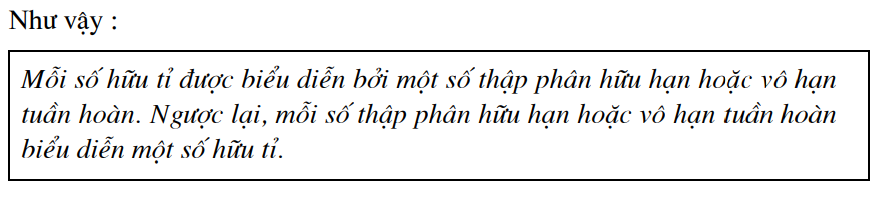 Như vậy :
Mỗi số hữu tỉ được biểu diễn bởi một số thập phân hữu hạn hoặc vô hạn
tuần hoàn. Ngược lại, mỗi số thập phân hữu hạn hoặc vô hạn tuần hoàn
biểu diễn một số hữu tỉ.